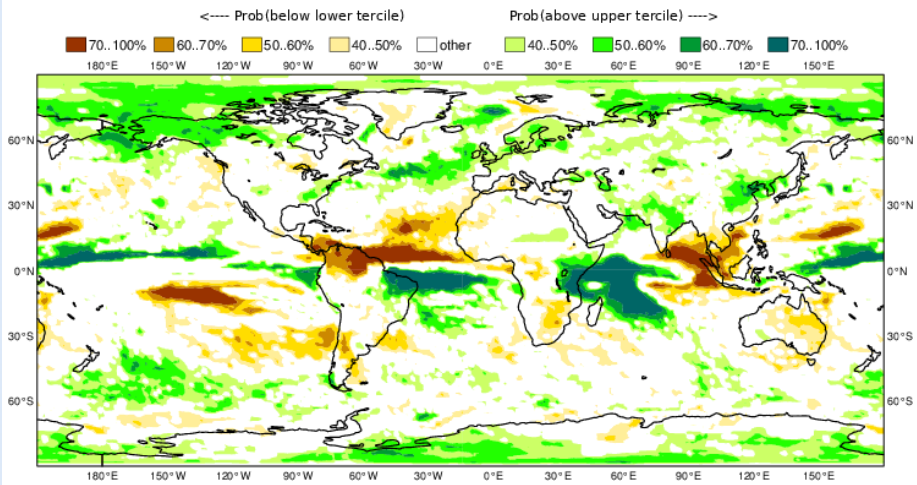 <---- Prob(below lower tercile) Prob(above upper tercile) ---->
70..100% 60..70% 50..60% 40..50% other 40..50% 50..60% 60..70% 70..100%
180°E 150°W 120°W 90°W 60°W 30°W 0°E 30°E 60°E 90°E 120°E 150°E
60°N 60°N
30°N 30°N
0°N 0°N
30°S 30°S
60°S 60°S
180°E 150°W 120°W 90°W 60°W 30°W 0°E 30°E 60°E 90°E 120°E 150°E